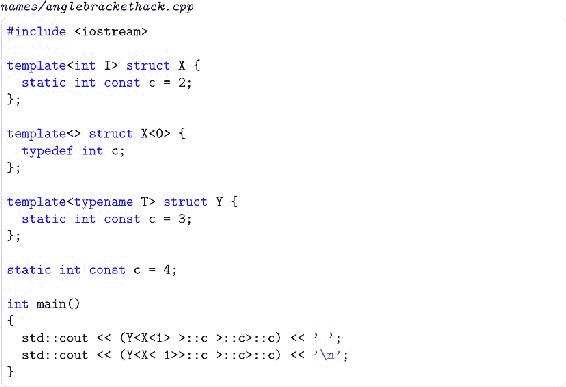 names/anglebrackethack.cpp
#include <iostream>
template<int I> struct X {
static int const c = 2;
};
template<> struct X<0> {
typedef int c;
};
template<typename T> struct Y {
static int const c = 3;
};
static int const c = 4;
int main()
{
std::cout << (Y<X<1> >::c >::c>::c) << ' ';
std::cout << (Y<X< 1>>::c >::c>::c) << '\n';
}